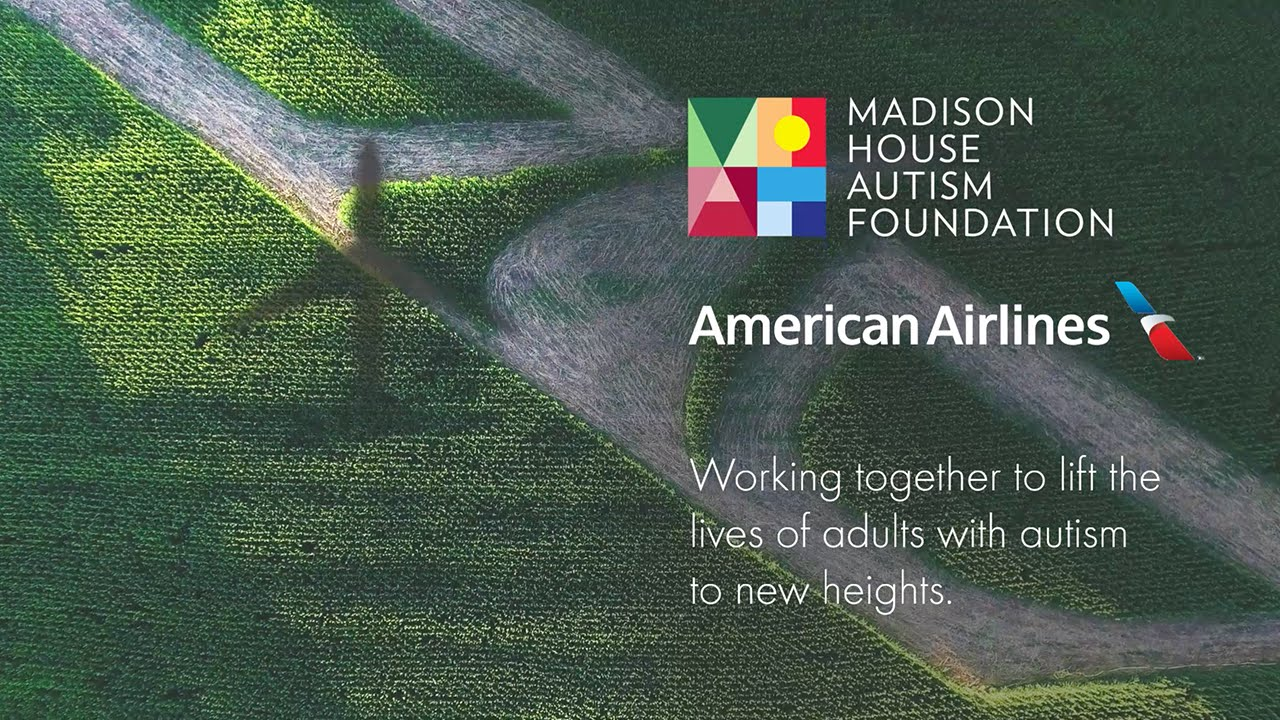 MADISON
HOUSE
AUTISM
FOUNDATION
American Airlines
Working together to lift the
lives of adults with autism
to new heights.